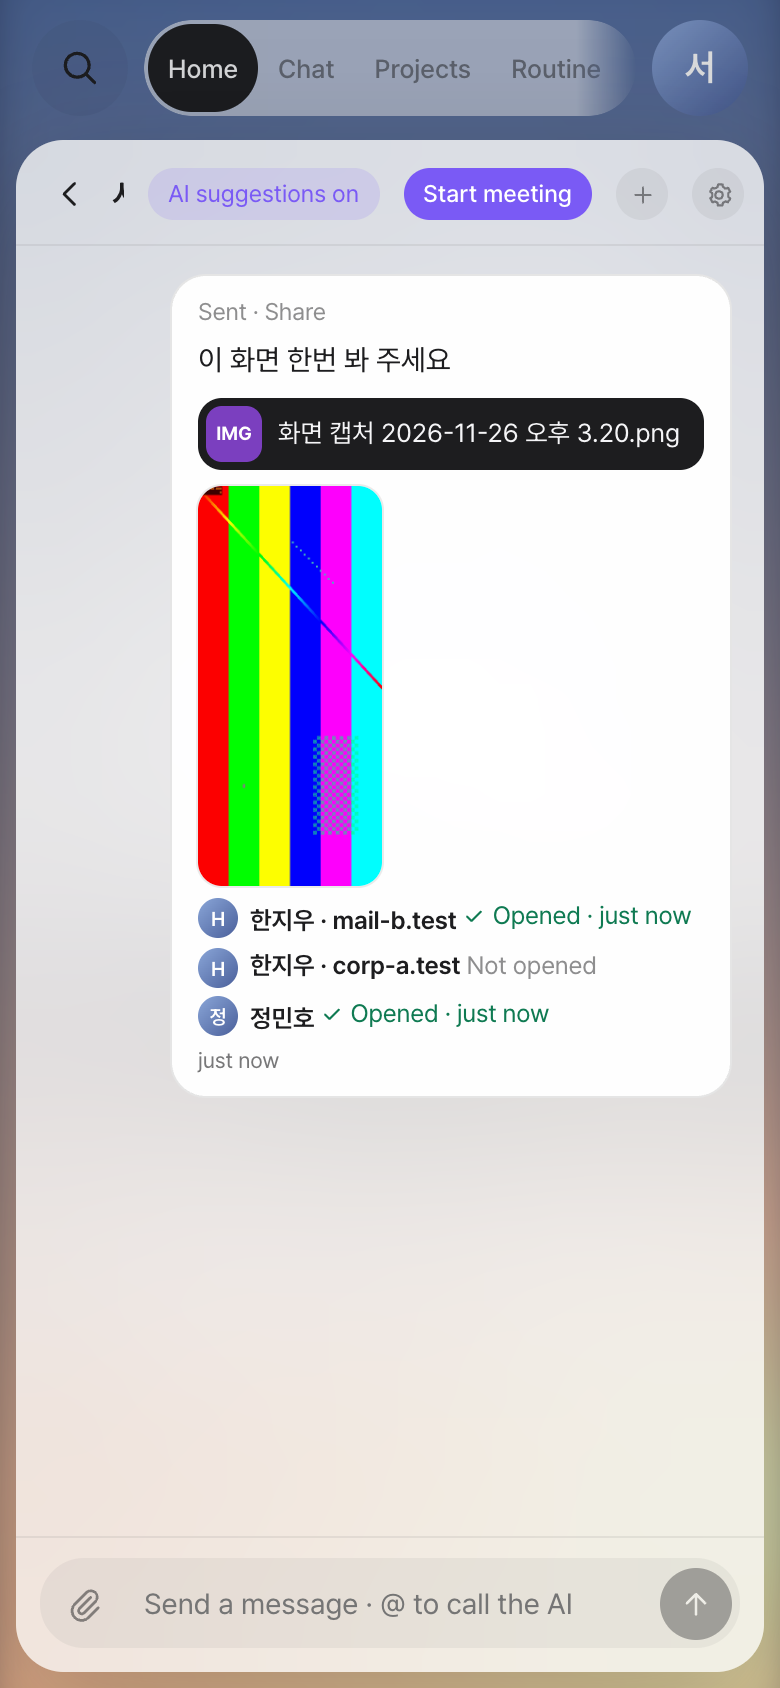 Home Chat Projects Routine 서
AI suggestions on Start meeting
Sent · Share
이 화면 한번 봐 주세요
IMG 화면 캡처 2026-11-26 오후 3.20.png
H 한지우 · mail-b.test ✓ Opened · just now
H 한지우 · corp-a.test Not opened
정 정민호 ✓ Opened · just now
just now
Send a message · @ to call the AI